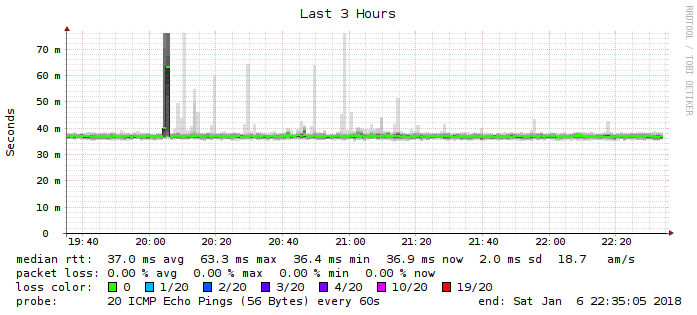 Last 3 Hours
RRDTOOL / TOBI OETIKER
Seconds
70 m
60 m
50 m
40 m
30 m
20 m
10 m
0
19:40 20:00 20:20 20:40 21:00 21:20 21:40 22:00 22:20
median rtt: 37.0 ms avg 63.3 ms max 36.4 ms min 36.9 ms now 2.0 ms sd 18.7 am/s
packet loss: 0.00 % avg 0.00 % max 0.00 % min 0.00 % now
loss color: 0 1/20 2/20 3/20 4/20 10/20 19/20
probe: 20 ICMP Echo Pings (56 Bytes) every 60s end: Sat Jan 6 22:35:05 2018